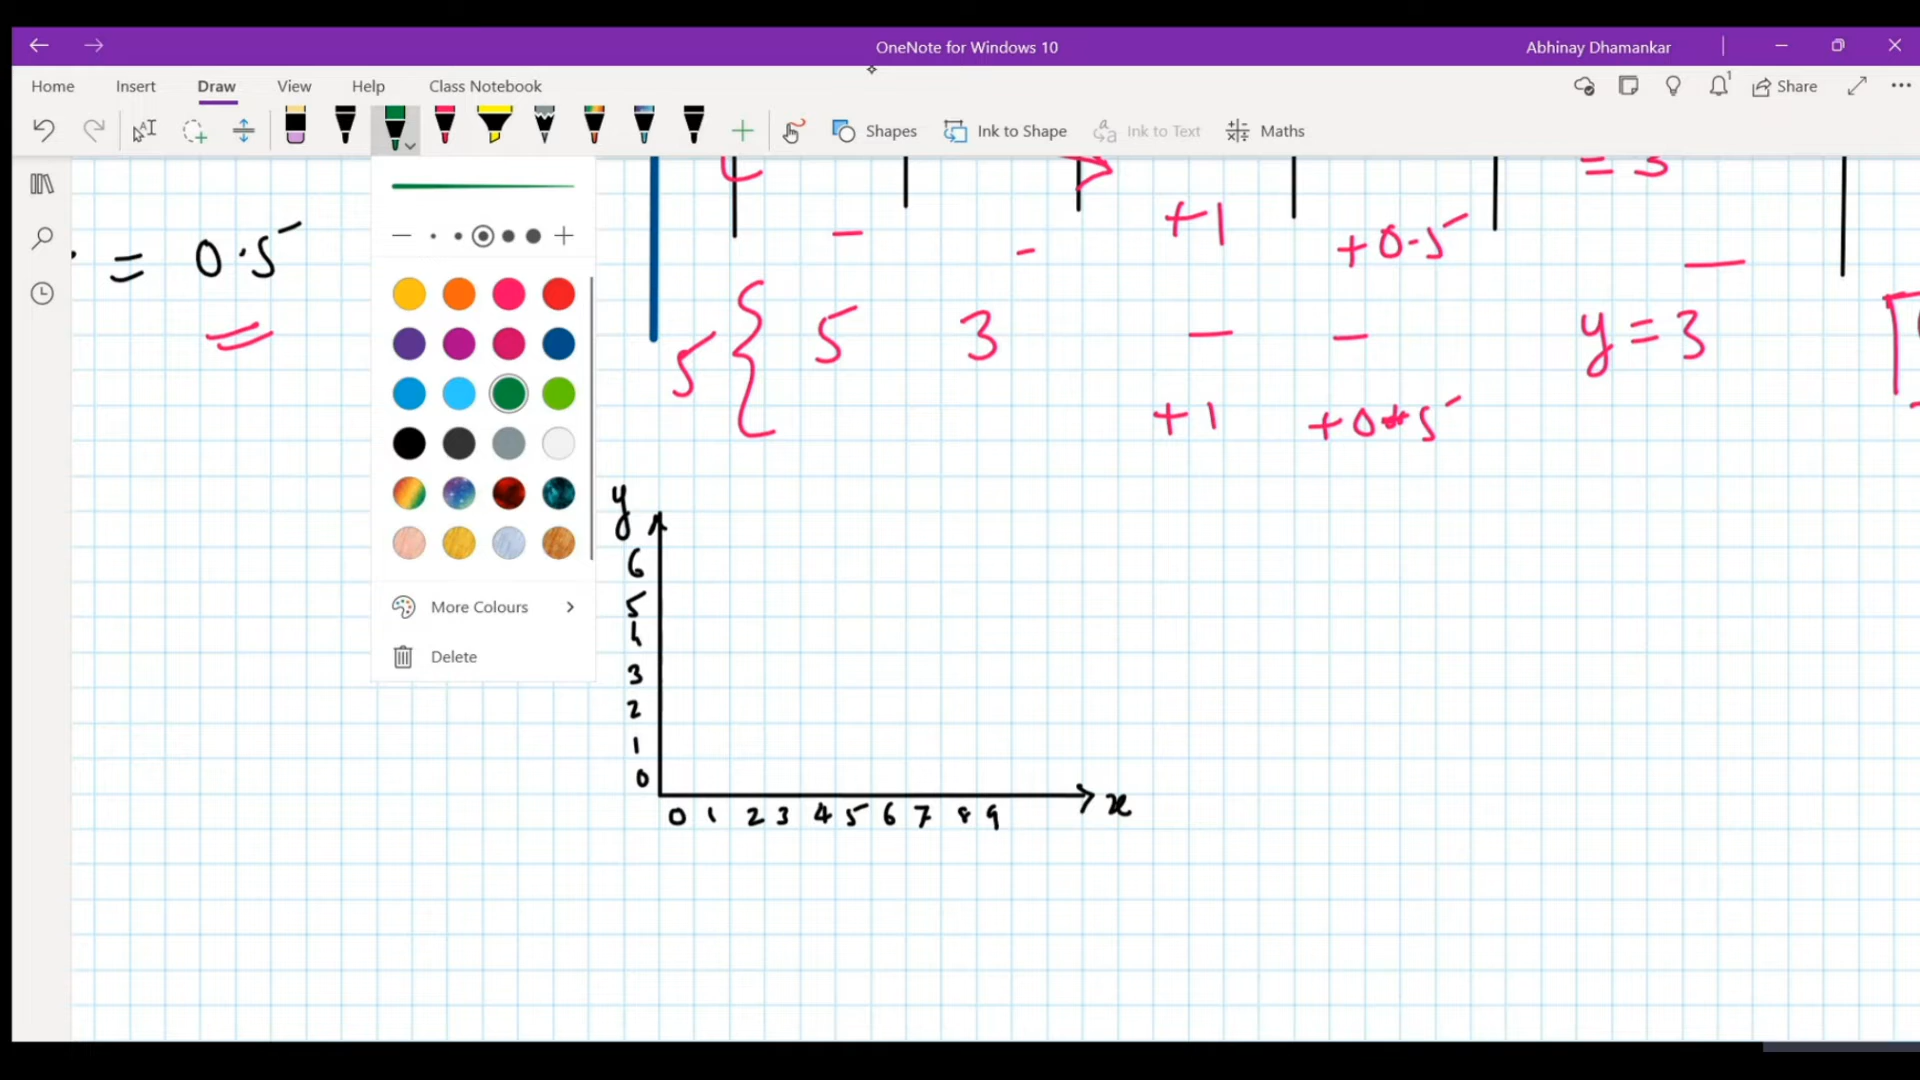 OneNote for Windows 10
Abhinay Dhamankar
Home Insert Draw View Help Class Notebook
1
Share
Shapes Ink to Shape Ink to Text Maths
= 3
+1 +0.5
= 0.5
5 { 5 3 - - y = 3
+1 +0.5
More Colours
Delete
y
6
5
4
3
2
1
0
x
0 1 2 3 4 5 6 7 8 9